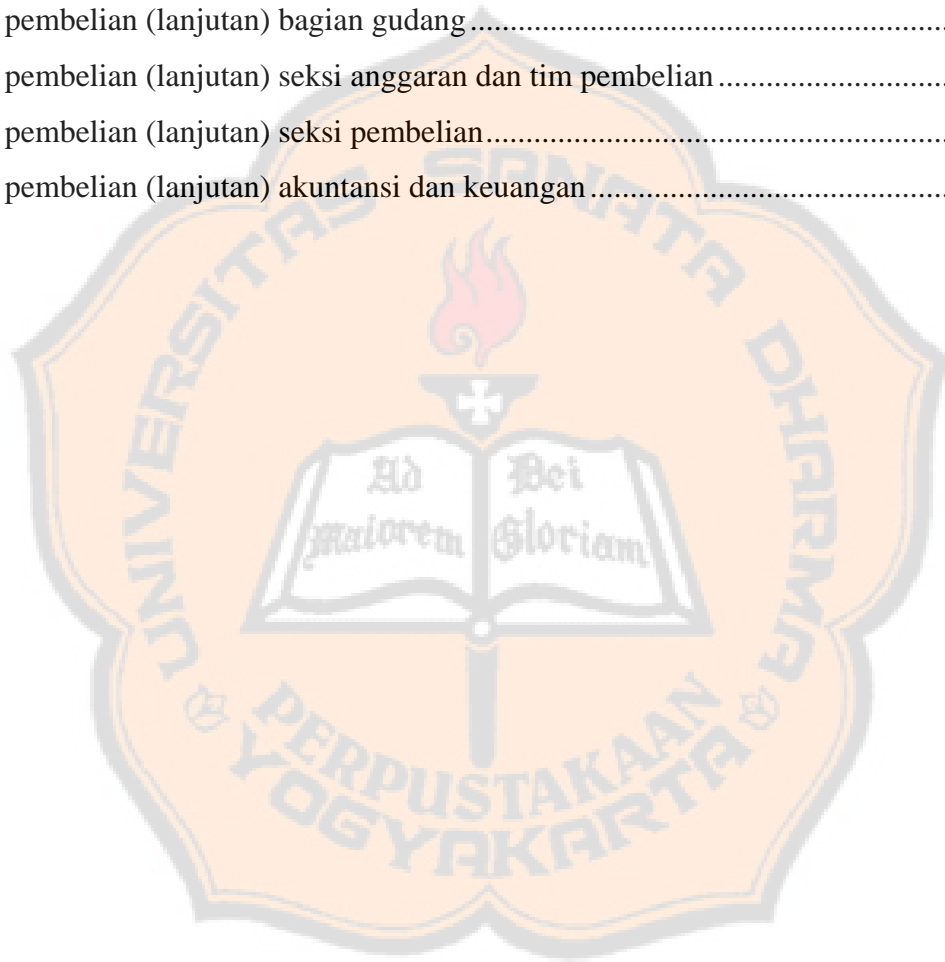 pembelian (lanjutan) bagian gudang ............................................................
pembelian (lanjutan) seksi anggaran dan tim pembelian .............................
pembelian (lanjutan) seksi pembelian..........................................................
pembelian (lanjutan) akuntansi dan keuangan .............................................
UNIVERSITAS SANATA DHARMA
Ad Dei
Maiorem Gloriam
PERPUSTAKAAN
YOGYAKARTA